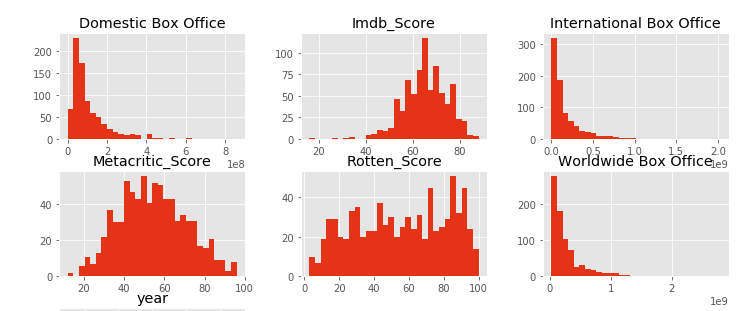 Domestic Box Office Imdb_Score International Box Office
200 100 300
150 75 200
100 50 100
50 25
0 0 0
0 2 4 6 8 20 40 60 80 0.0 0.5 1.0 1.5 2.0
1e8 1e9
Metacritic_Score Rotten_Score Worldwide Box Office
40 40 200
20 20 100
0 0 0
20 40 60 80 100 0 20 40 60 80 100 0 1 2
1e9
year